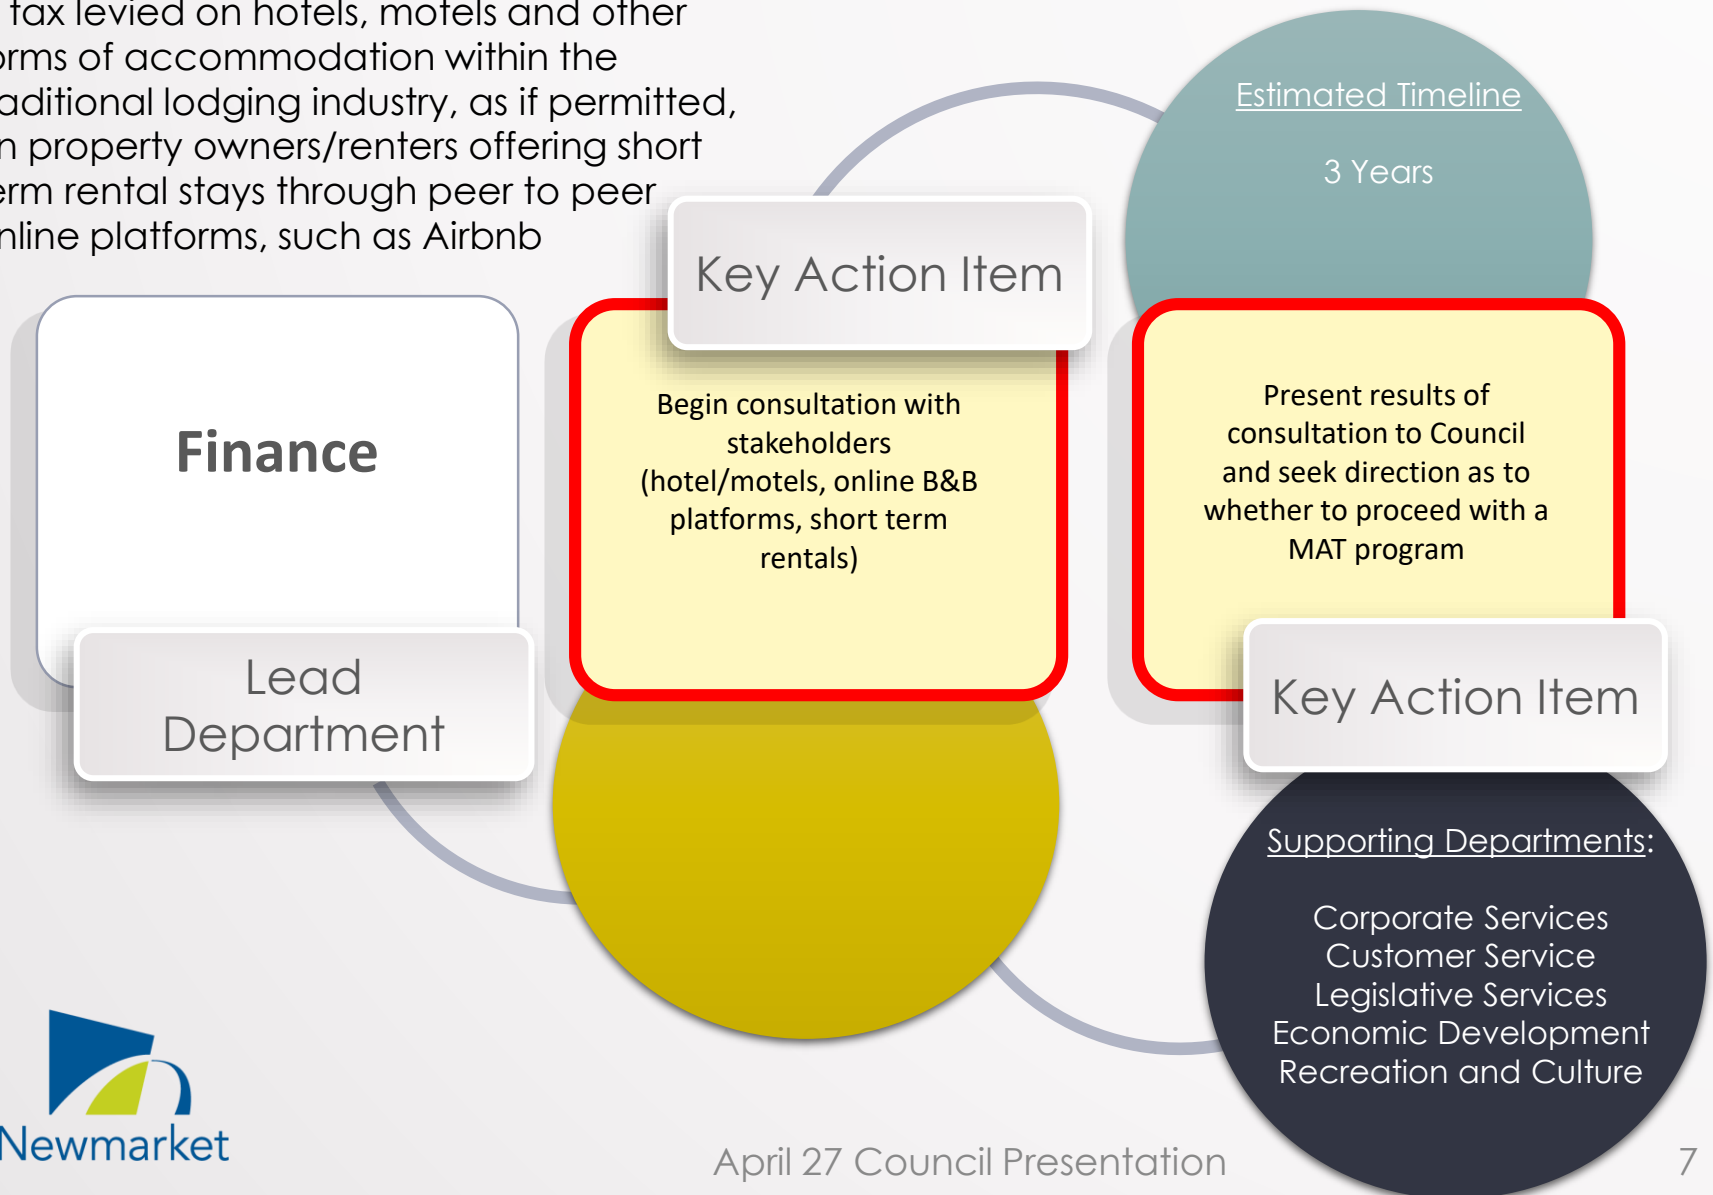 tax levied on hotels, motels and other
orms of accommodation within the
aditional lodging industry, as if permitted,
n property owners/renters offering short
erm rental stays through peer to peer
nline platforms, such as Airbnb
Estimated Timeline
3 Years
Key Action Item
Finance
Lead
Department
Begin consultation with
stakeholders
(hotel/motels, online B&B
platforms, short term
rentals)
Present results of
consultation to Council
and seek direction as to
whether to proceed with a
MAT program
Key Action Item
Supporting Departments:
Corporate Services
Customer Service
Legislative Services
Economic Development
Recreation and Culture
Newmarket
April 27 Council Presentation
7